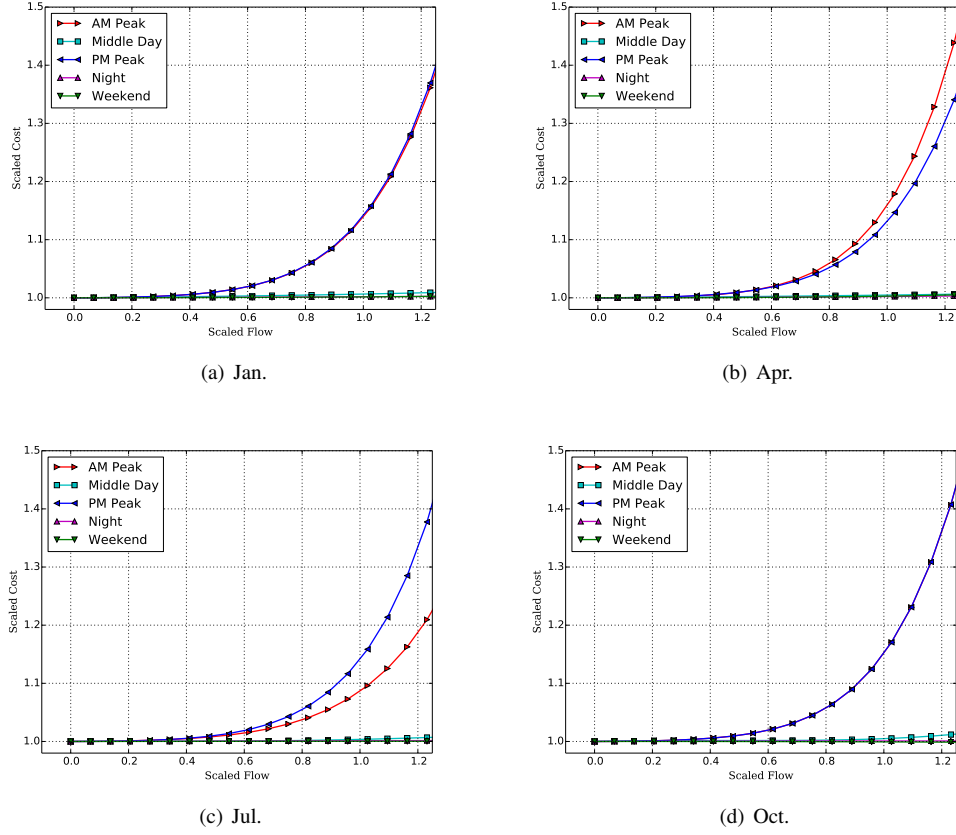 1.5
1.4
1.3
1.2
1.1
1.0
Scaled Cost
AM Peak
Middle Day
PM Peak
Night
Weekend
0.0 0.2 0.4 0.6 0.8 1.0 1.2
Scaled Flow
(a) Jan.
1.5
1.4
1.3
1.2
1.1
1.0
Scaled Cost
AM Peak
Middle Day
PM Peak
Night
Weekend
0.0 0.2 0.4 0.6 0.8 1.0 1.2
Scaled Flow
(b) Apr.
1.5
1.4
1.3
1.2
1.1
1.0
Scaled Cost
AM Peak
Middle Day
PM Peak
Night
Weekend
0.0 0.2 0.4 0.6 0.8 1.0 1.2
Scaled Flow
(c) Jul.
1.5
1.4
1.3
1.2
1.1
1.0
Scaled Cost
AM Peak
Middle Day
PM Peak
Night
Weekend
0.0 0.2 0.4 0.6 0.8 1.0 1.2
Scaled Flow
(d) Oct.